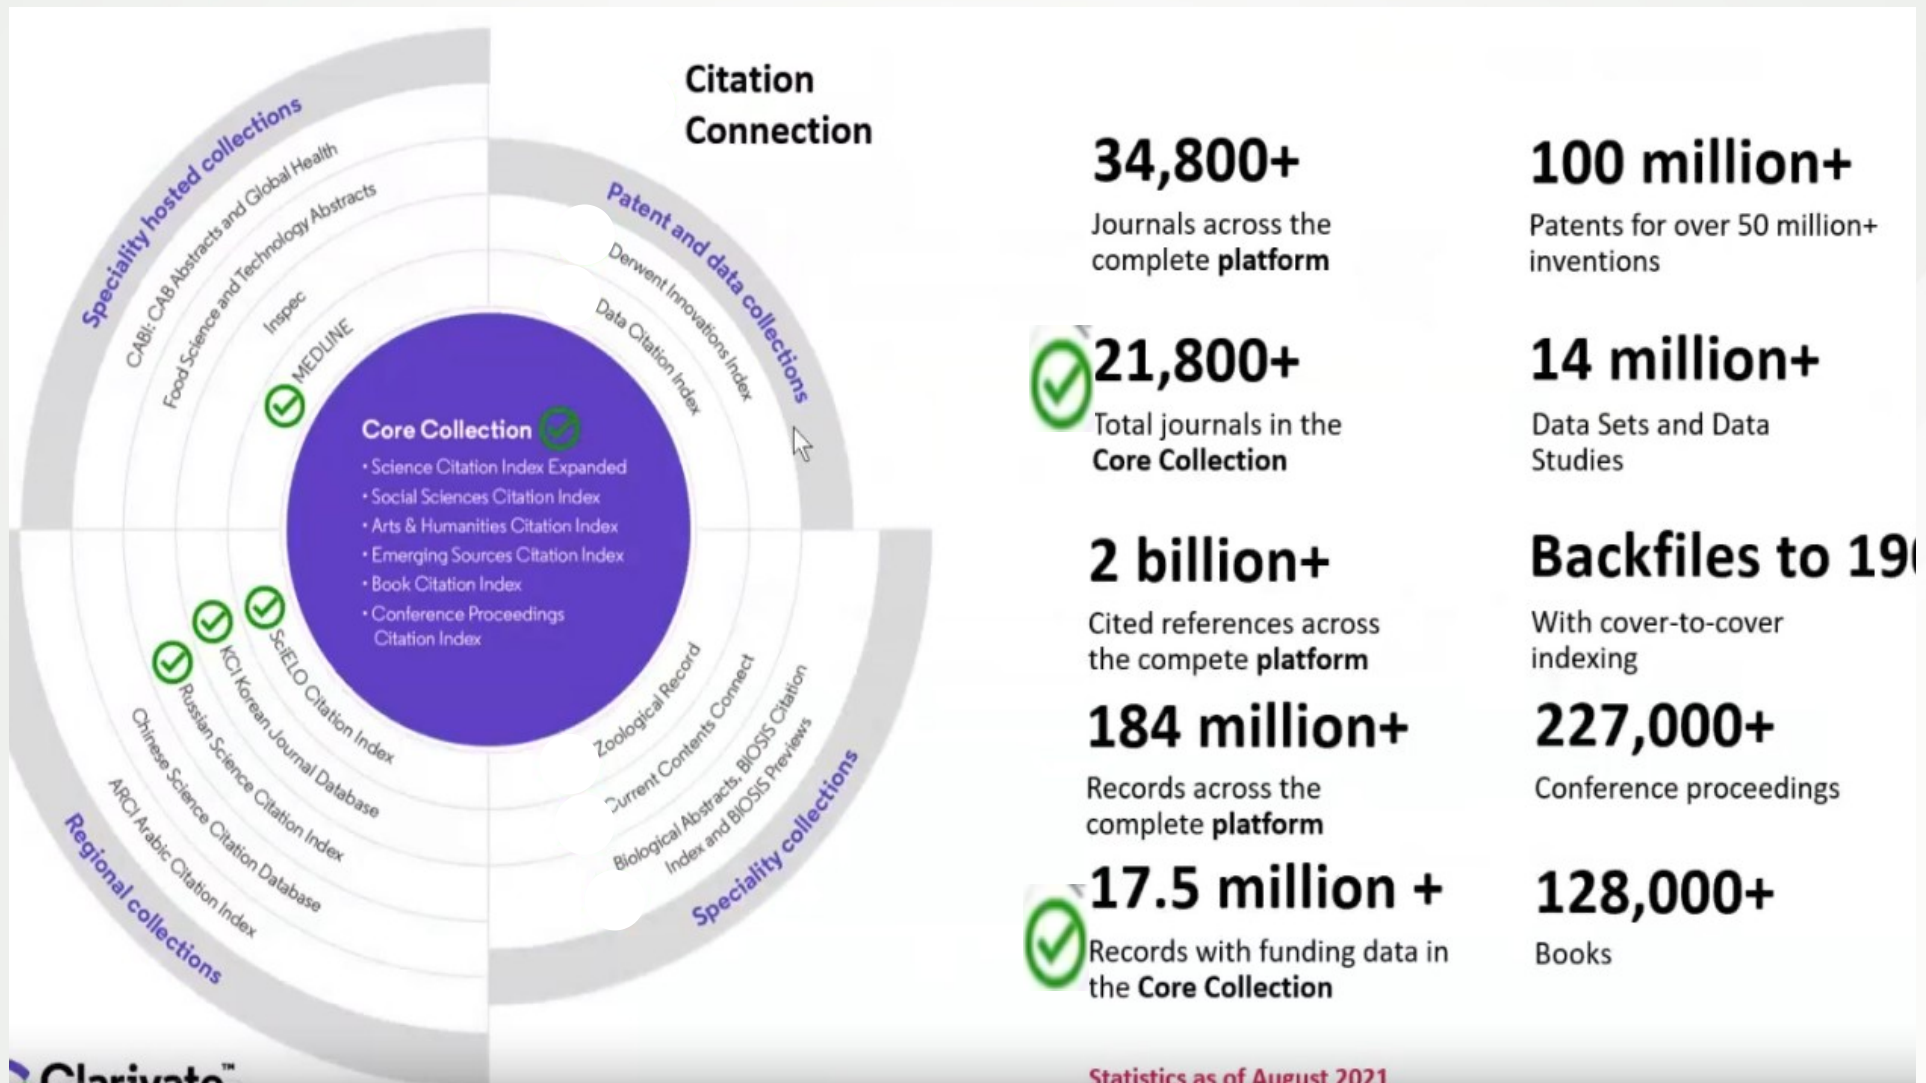 Citation
Connection
Speciality hosted collections
CABI: CAB Abstracts and Global Health
Food Science and Technology Abstracts
Inspec
MEDLINE
Patent and data collections
Derwent Innovations Index
Data Citation Index
Core Collection
• Science Citation Index Expanded
• Social Sciences Citation Index
• Arts & Humanities Citation Index
• Emerging Sources Citation Index
• Book Citation Index
• Conference Proceedings
Citation Index
SciELO Citation Index
KCI Korean Journal Database
Russian Science Citation Index
Chinese Science Citation Database
ARCI Arabic Citation Index
Regional collections
Zoological Record
Current Contents Connect
Biological Abstracts, BIOSIS Citation
Index and BIOSIS Previews
Speciality collections
Clarivate™
34,800+
Journals across the
complete platform
21,800+
Total journals in the
Core Collection
2 billion+
Cited references across
the compete platform
184 million+
Records across the
complete platform
17.5 million +
Records with funding data in
the Core Collection
100 million+
Patents for over 50 million+
inventions
14 million+
Data Sets and Data
Studies
Backfiles to
With cover-to-cover
indexing
227,000+
Conference proceedings
128,000+
Books
Statistics as of August 2021